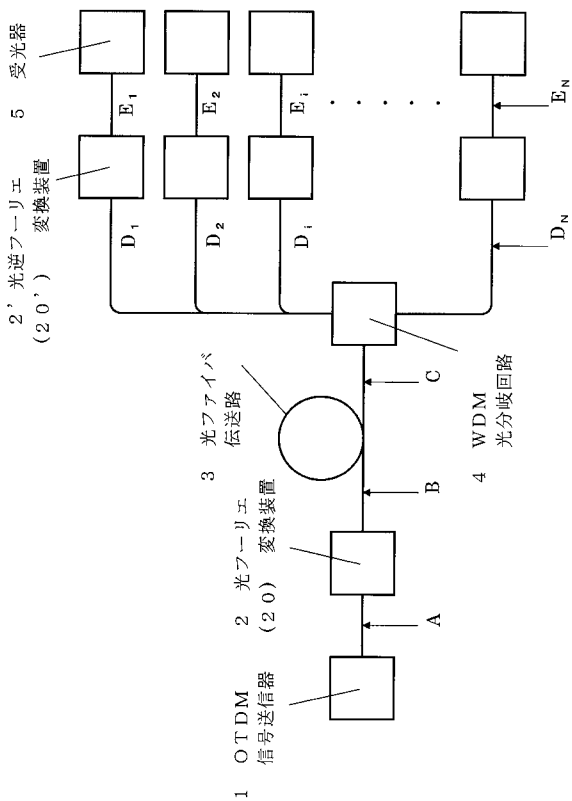 1 OTDM
信号送信器
A
2 光フーリエ
(20) 変換装置
B
3 光ファイバ
伝送路
C
4 WDM
光分岐回路
2' 光逆フーリエ
(20') 変換装置
5 受光器
D₁
E₁
D₂
E₂
Dᵢ
Eᵢ
. . . . .
D_N
E_N